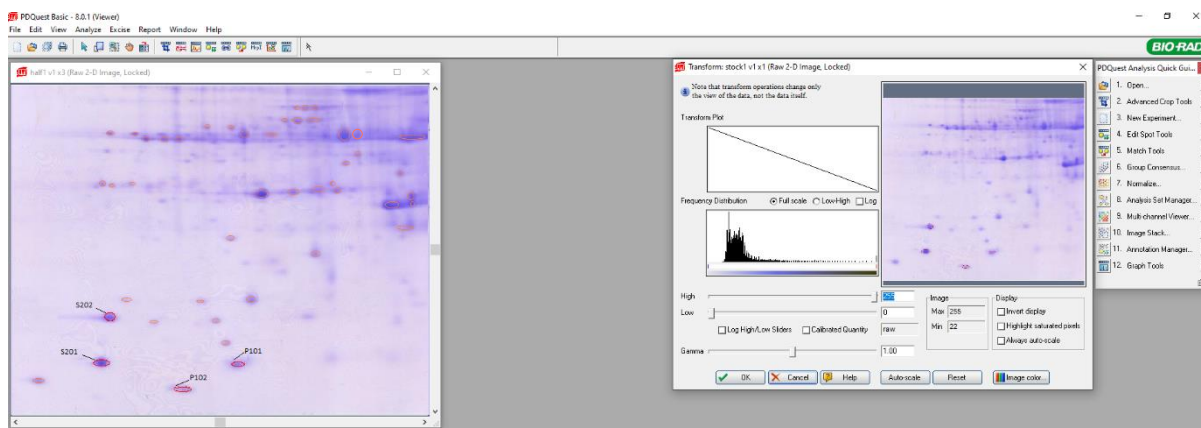 PDQuest Basic - 8.0.1 (Viewer)
File Edit View Analyze Excise Report Window Help
BIO-RAD
half1 v1 x3 (Raw 2-D Image, Locked)
S202
S201
P101
P102
Transform: stock1 v1 x1 (Raw 2-D Image, Locked)
Note that transform operations change only
the view of the data, not the data itself.
Transform Plot
Frequency Distribution Full scale Low-High Log
High 255
Low 0
Log High/Low Sliders Calibrated Quantity raw
Gamma 1.00
Image
Max 255
Min 22
Display
Invert display
Highlight saturated pixels
Always auto-scale
OK Cancel Help Auto-scale Reset Image color...
PDQuest Analysis Quick Gui...
1. Open...
2. Advanced Crop Tools
3. New Experiment...
4. Edit Spot Tools
5. Match Tools
6. Group Consensus...
7. Normalize...
8. Analysis Set Manager...
9. Multi-channel Viewer...
10. Image Stack...
11. Annotation Manager...
12. Graph Tools